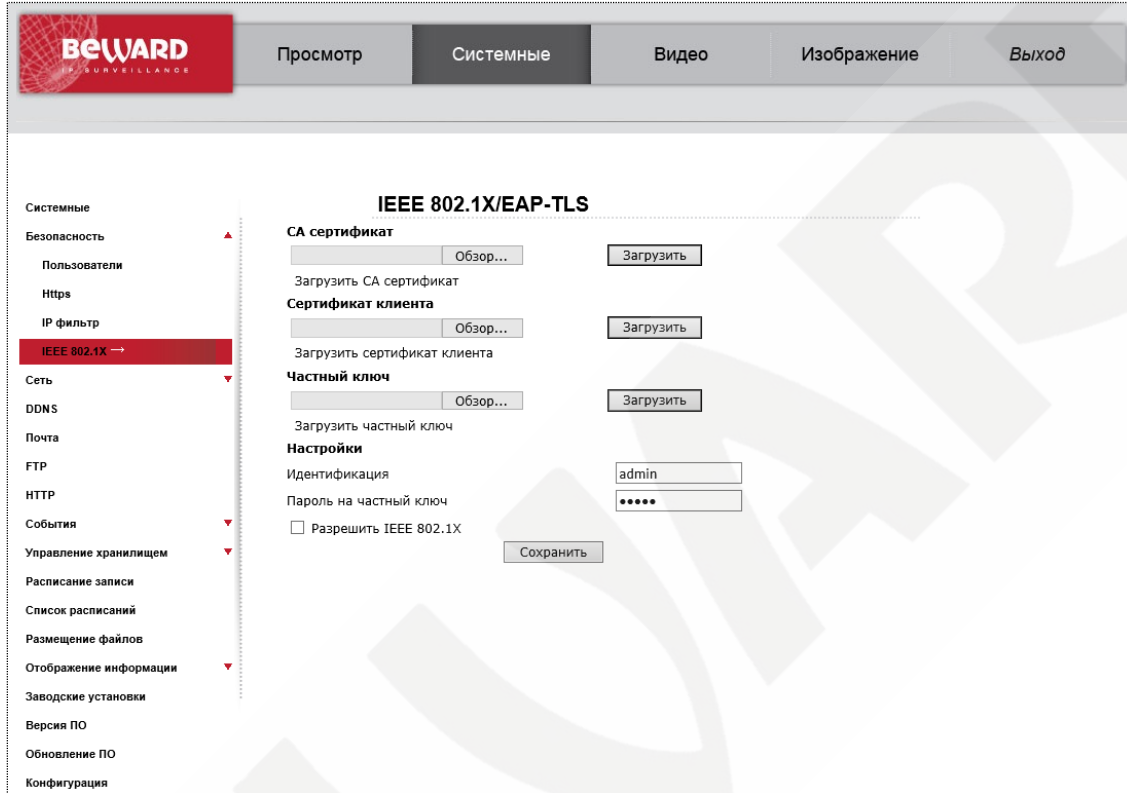 BEWARD
IP SURVEILLANCE
Просмотр
Системные
Видео
Изображение
Выход
Системные
Безопасность
Пользователи
Https
IP фильтр
IEEE 802.1X →
Сеть
DDNS
Почта
FTP
HTTP
События
Управление хранилищем
Расписание записи
Список расписаний
Размещение файлов
Отображение информации
Заводские установки
Версия ПО
Обновление ПО
Конфигурация
IEEE 802.1X/EAP-TLS
CA сертификат
Обзор... Загрузить
Загрузить CA сертификат
Сертификат клиента
Обзор... Загрузить
Загрузить сертификат клиента
Частный ключ
Обзор... Загрузить
Загрузить частный ключ
Настройки
Идентификация admin
Пароль на частный ключ •••••
Разрешить IEEE 802.1X
Сохранить